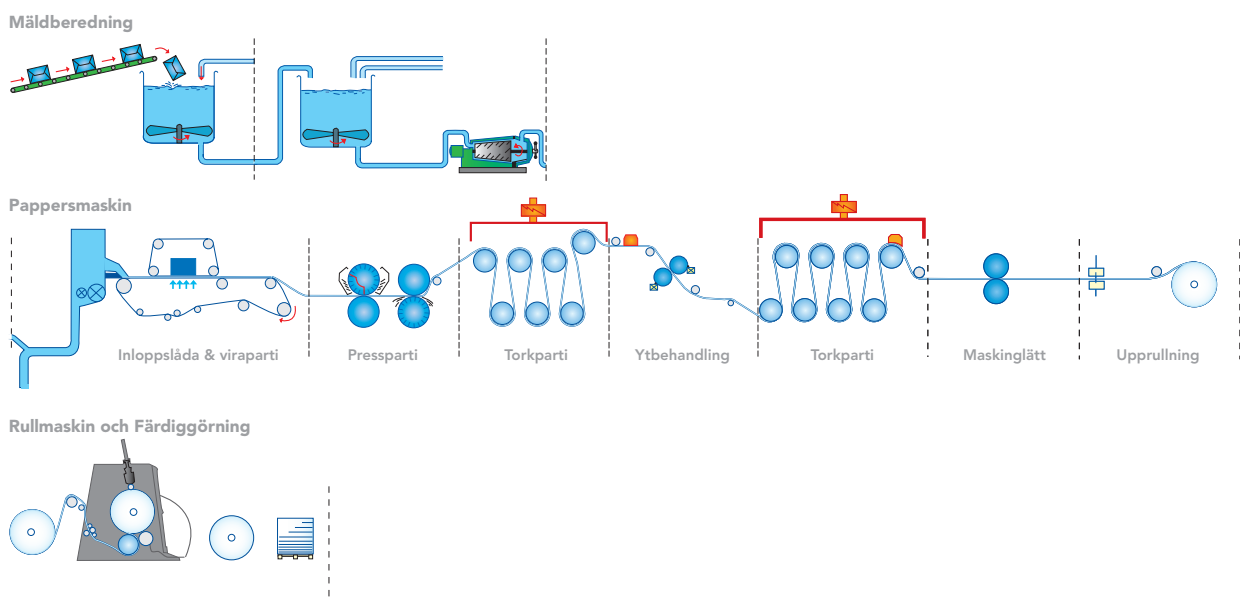 Mäldberedning
Pappersmaskin
Inloppslåda & viraparti
Pressparti
Torkparti
Ytbehandling
Torkparti
Maskinglätt
Upprullning
Rullmaskin och Färdiggörning